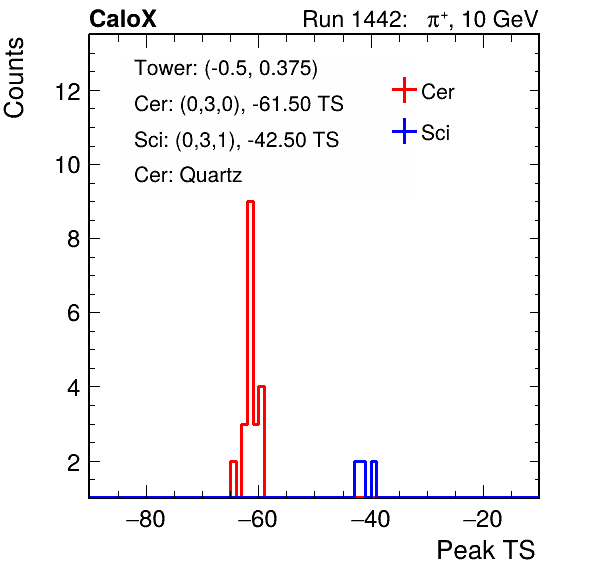 CaloX Run 1442: π⁺, 10 GeV
Counts
Tower: (-0.5, 0.375)
Cer: (0,3,0), -61.50 TS
Sci: (0,3,1), -42.50 TS
Cer: Quartz
Cer
Sci
12
10
8
6
4
2
−80 −60 −40 −20
Peak TS